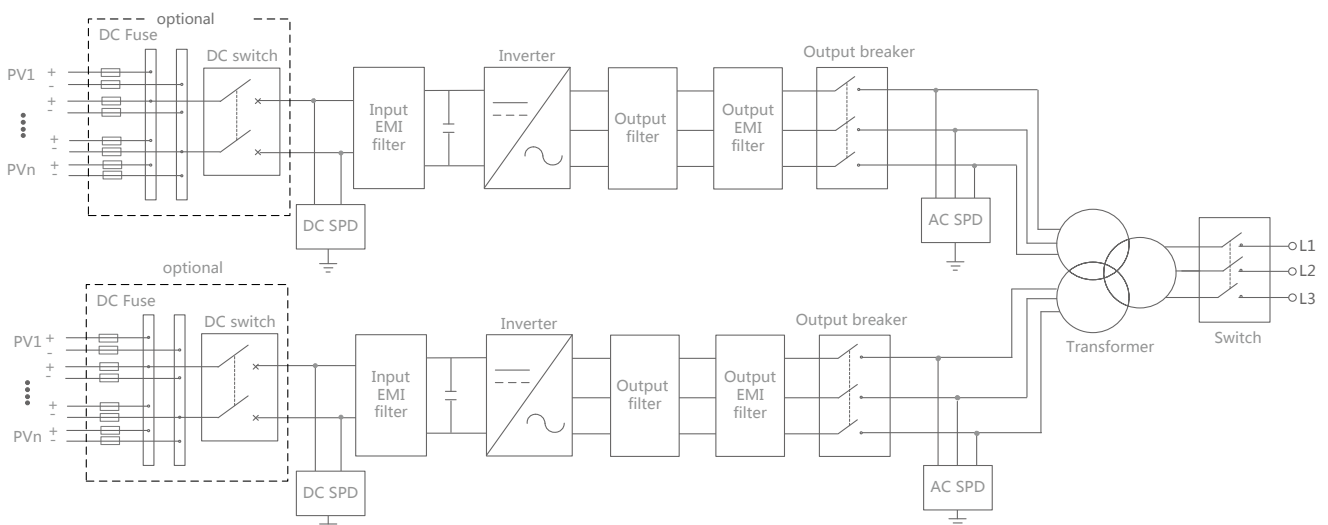 optional
DC Fuse
DC switch
PV1
+
-
+
-
+
-
PVn
+
-
Input
EMI
filter
Inverter
Output
filter
Output
EMI
filter
Output breaker
DC SPD
AC SPD
optional
DC Fuse
DC switch
PV1
+
-
+
-
+
-
PVn
+
-
Input
EMI
filter
Inverter
Output
filter
Output
EMI
filter
Output breaker
DC SPD
AC SPD
Transformer
L1
L2
L3
Switch